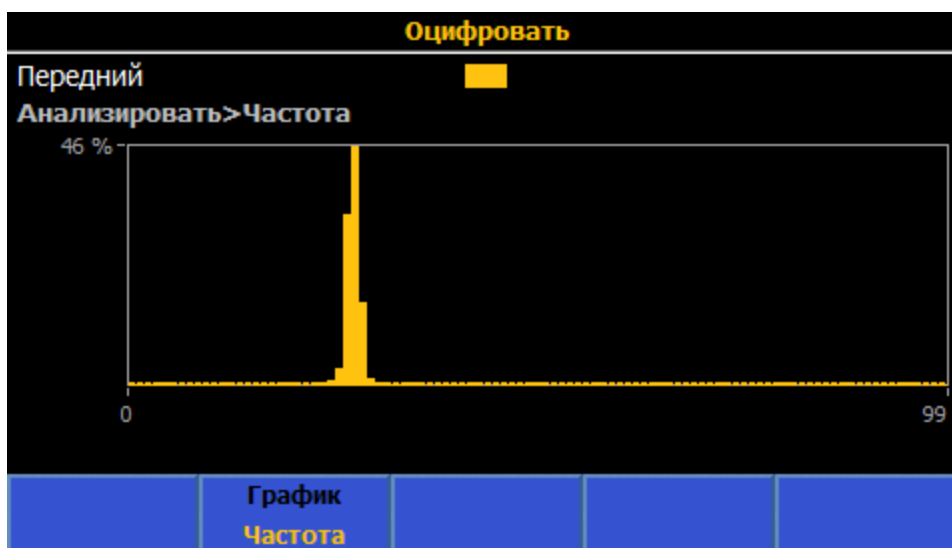 Оцифровать
Передний
Анализировать>Частота
46 %
0 99
График
Частота